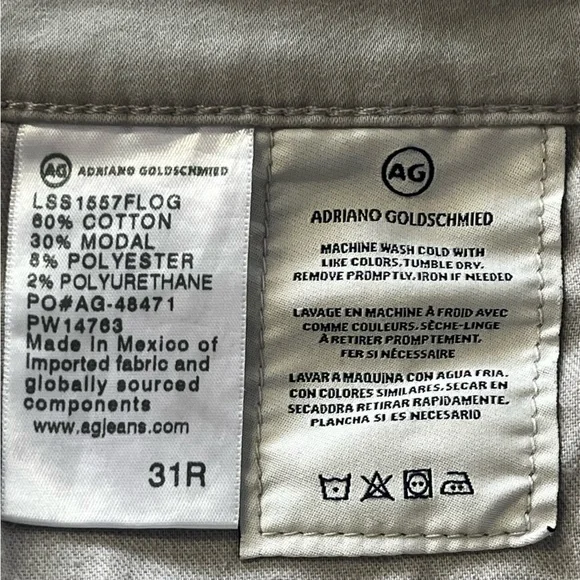 AG ADRIANO GOLDSCHMIED
LSS1557FLOG
60% COTTON
30% MODAL
8% POLYESTER
2% POLYURETHANE
PO#AG-48471
PW14763
Made in Mexico of
imported fabric and
globally sourced
components
www.agjeans.com
31R
AG
ADRIANO GOLDSCHMIED
MACHINE WASH COLD WITH
LIKE COLORS. TUMBLE DRY.
REMOVE PROMPTLY. IRON IF NEEDED
LAVAGE EN MACHINE À FROID AVEC
COMME COULEURS. SÈCHE-LINGE
À RETIRER PROMPTEMENT.
FER SI NÉCESSAIRE
LAVAR A MAQUINA CON AGUA FRIA.
CON COLORES SIMILARES. SECAR EN
SECADORA RETIRAR RAPIDAMENTE.
PLANCHA SI ES NECESARIO